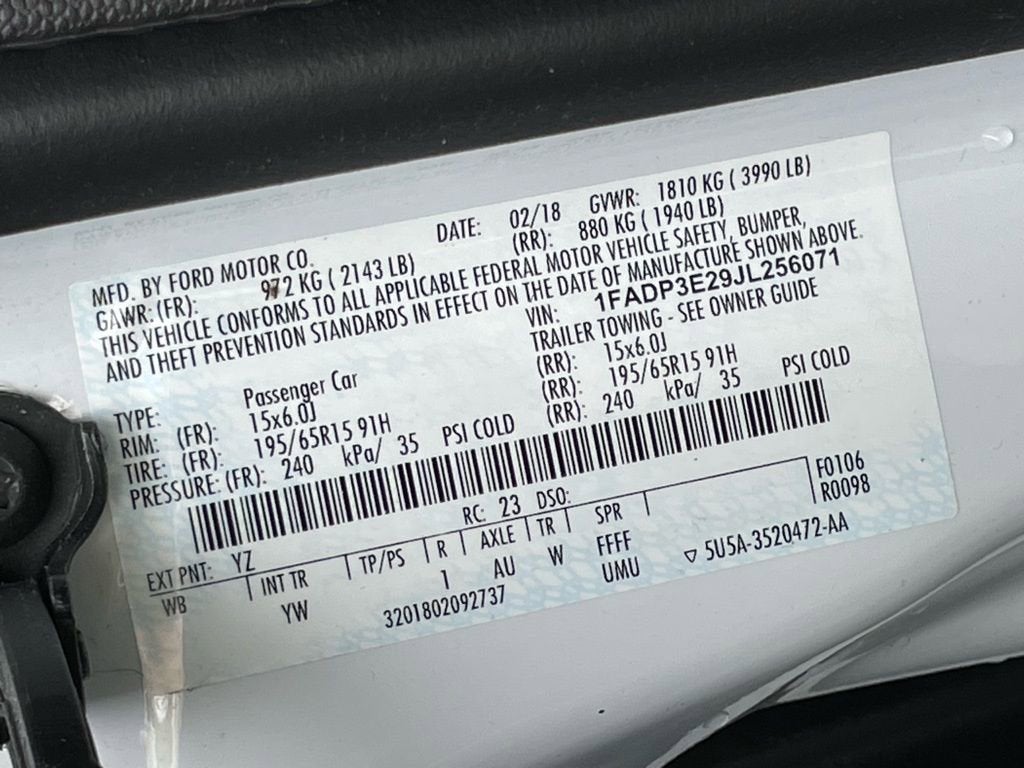 MFD. BY FORD MOTOR CO. DATE: 02/18 GVWR: 1810 KG ( 3990 LB)
GAWR: (FR): 972 KG ( 2143 LB) (RR): 880 KG ( 1940 LB)
THIS VEHICLE CONFORMS TO ALL APPLICABLE FEDERAL MOTOR VEHICLE SAFETY, BUMPER,
AND THEFT PREVENTION STANDARDS IN EFFECT ON THE DATE OF MANUFACTURE SHOWN ABOVE.
VIN: 1FADP3E29JL256071
TYPE: Passenger Car TRAILER TOWING - SEE OWNER GUIDE
RIM: (FR): 15x6.0J (RR): 15x6.0J
TIRE: (FR): 195/65R15 91H (RR): 195/65R15 91H
PRESSURE: (FR): 240 kPa/ 35 PSI COLD (RR): 240 kPa/ 35 PSI COLD
EXT PNT: YZ RC: 23 DSO: F0106
WB INT TR TP/PS R AXLE TR SPR R0098
YW 1 AU W FFFF
3201802092737 UMU ▽ 5U5A-3520472-AA